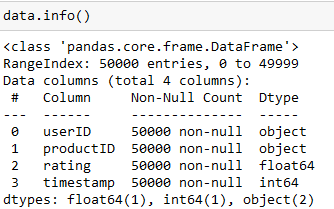 data.info()
<class 'pandas.core.frame.DataFrame'>
RangeIndex: 50000 entries, 0 to 49999
Data columns (total 4 columns):
 #   Column     Non-Null Count  Dtype
---  ------     --------------  -----
 0   userID     50000 non-null  object
 1   productID  50000 non-null  object
 2   rating     50000 non-null  float64
 3   timestamp  50000 non-null  int64
dtypes: float64(1), int64(1), object(2)